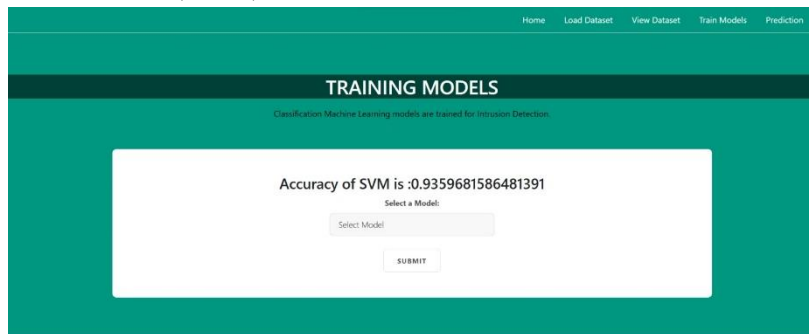 Home Load Dataset View Dataset Train Models Prediction
TRAINING MODELS
Classification Machine Learning models are trained for Intrusion Detection.
Accuracy of SVM is :0.9359681586481391
Select a Model:
Select Model
SUBMIT